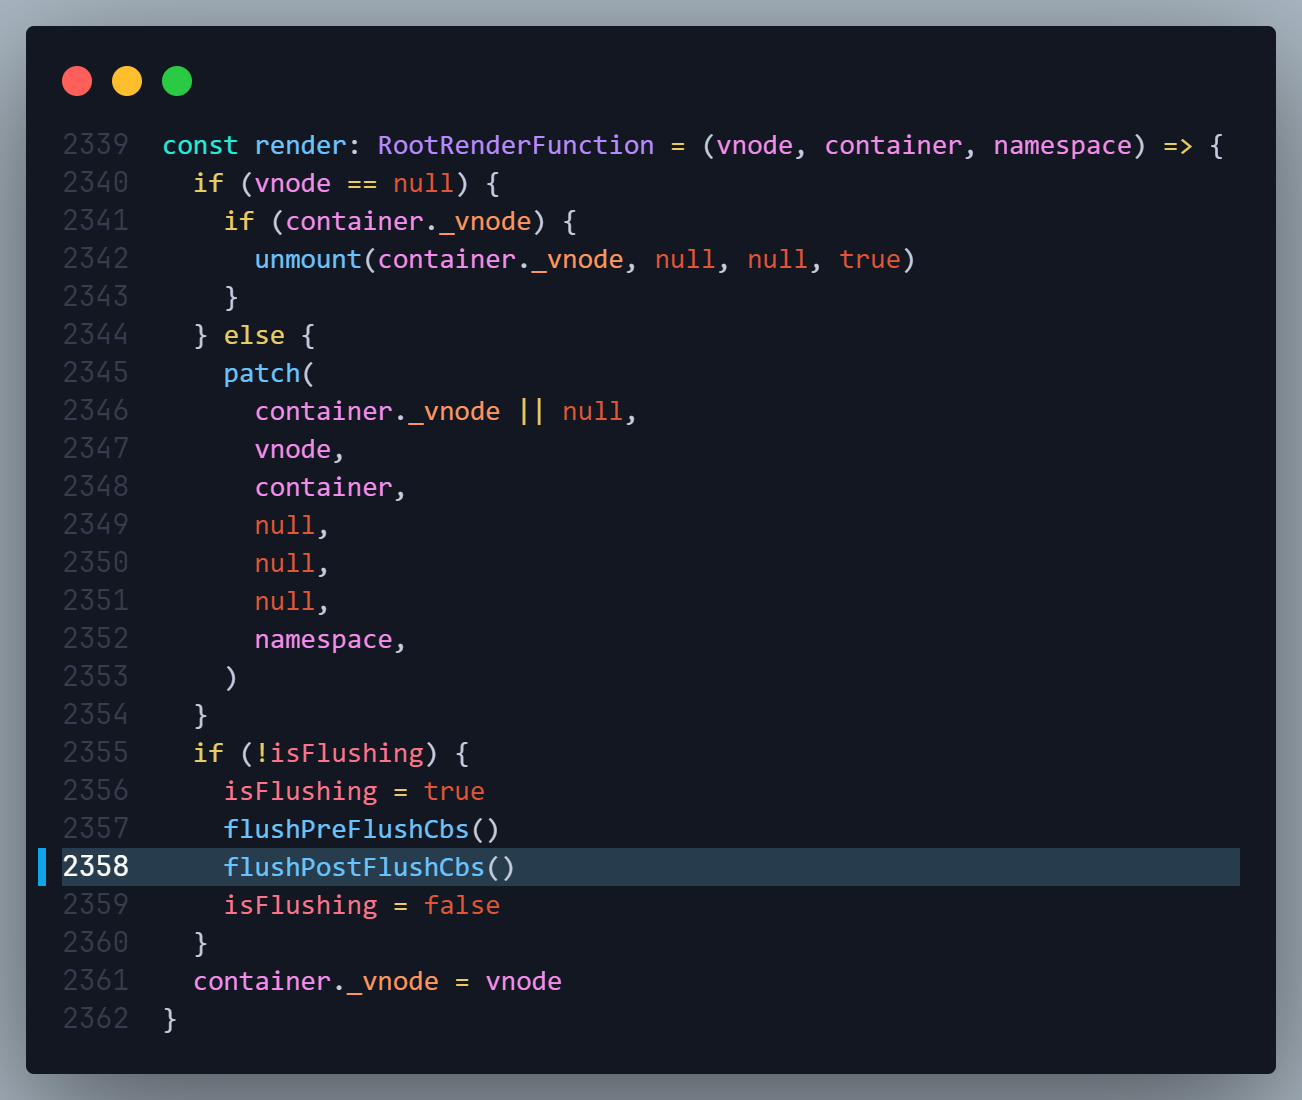 2339 const render: RootRenderFunction = (vnode, container, namespace) => {
2340   if (vnode == null) {
2341     if (container._vnode) {
2342       unmount(container._vnode, null, null, true)
2343     }
2344   } else {
2345     patch(
2346       container._vnode || null,
2347       vnode,
2348       container,
2349       null,
2350       null,
2351       null,
2352       namespace,
2353     )
2354   }
2355   if (!isFlushing) {
2356     isFlushing = true
2357     flushPreFlushCbs()
2358     flushPostFlushCbs()
2359     isFlushing = false
2360   }
2361   container._vnode = vnode
2362 }